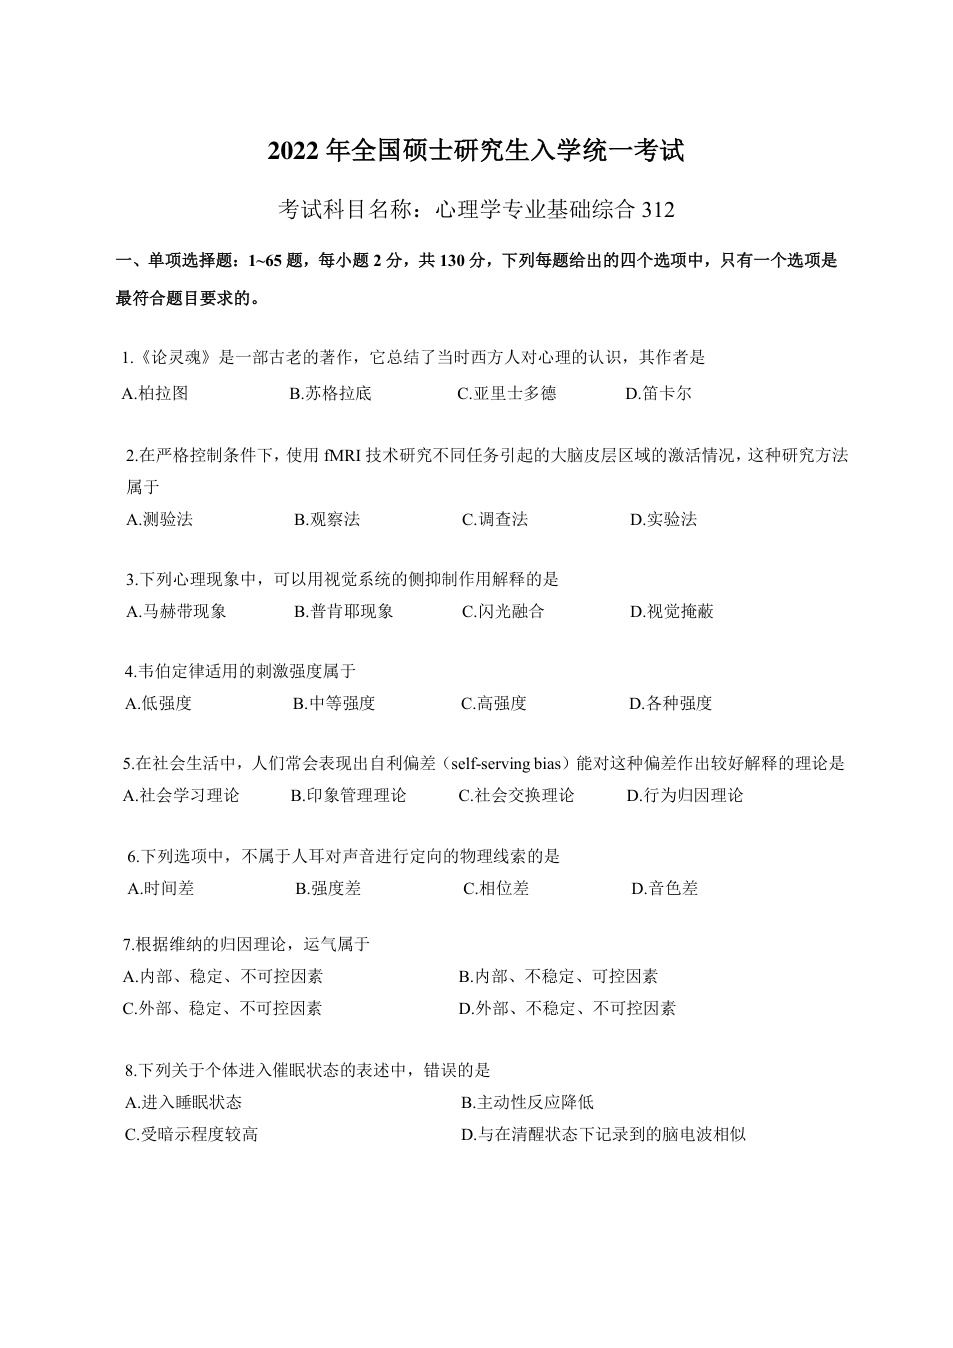 2022 年全国硕士研究生入学统一考试
考试科目名称：心理学专业基础综合 312
一、单项选择题：1~65 题，每小题 2 分，共 130 分，下列每题给出的四个选项中，只有一个选项是
最符合题目要求的。
1.《论灵魂》是一部古老的著作，它总结了当时西方人对心理的认识，其作者是
A.柏拉图 B.苏格拉底 C.亚里士多德 D.笛卡尔
2.在严格控制条件下，使用 fMRI 技术研究不同任务引起的大脑皮层区域的激活情况，这种研究方法
属于
A.测验法 B.观察法 C.调查法 D.实验法
3.下列心理现象中，可以用视觉系统的侧抑制作用解释的是
A.马赫带现象 B.普肯耶现象 C.闪光融合 D.视觉掩蔽
4.韦伯定律适用的刺激强度属于
A.低强度 B.中等强度 C.高强度 D.各种强度
5.在社会生活中，人们常会表现出自利偏差（self-serving bias）能对这种偏差作出较好解释的理论是
A.社会学习理论 B.印象管理理论 C.社会交换理论 D.行为归因理论
6.下列选项中，不属于人耳对声音进行定向的物理线索的是
A.时间差 B.强度差 C.相位差 D.音色差
7.根据维纳的归因理论，运气属于
A.内部、稳定、不可控因素 B.内部、不稳定、可控因素
C.外部、稳定、不可控因素 D.外部、不稳定、不可控因素
8.下列关于个体进入催眠状态的表述中，错误的是
A.进入睡眠状态 B.主动性反应降低
C.受暗示程度较高 D.与在清醒状态下记录到的脑电波相似